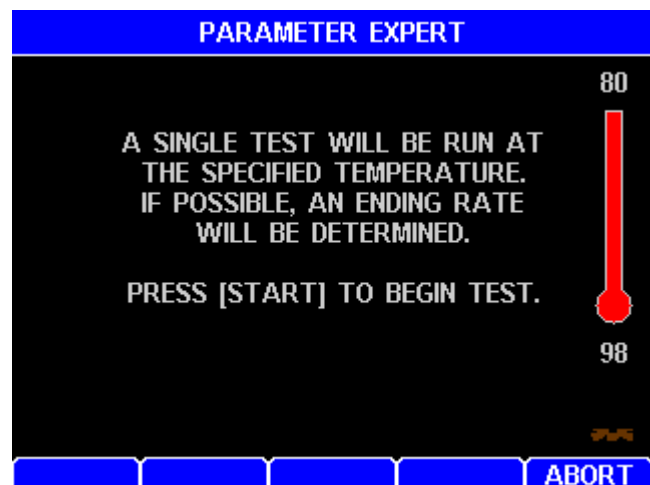 PARAMETER EXPERT
80
A SINGLE TEST WILL BE RUN AT
THE SPECIFIED TEMPERATURE.
IF POSSIBLE, AN ENDING RATE
WILL BE DETERMINED.
PRESS [START] TO BEGIN TEST.
98
ABORT